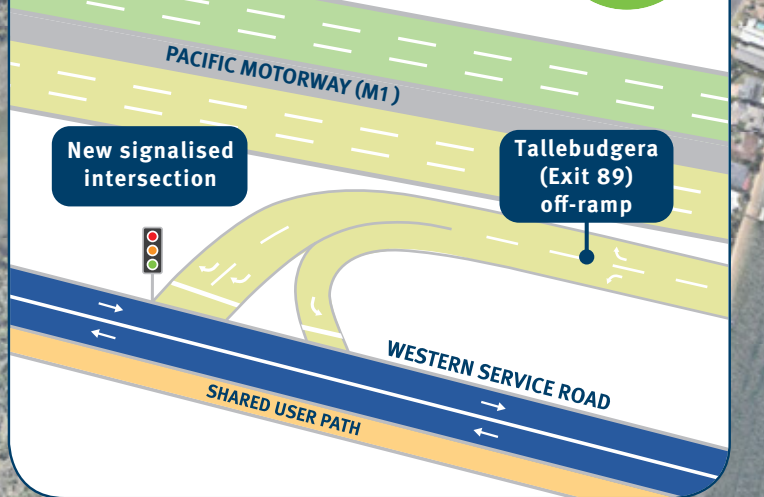 PACIFIC MOTORWAY (M1)
New signalised
intersection
Tallebudgera
(Exit 89)
off-ramp
WESTERN SERVICE ROAD
SHARED USER PATH